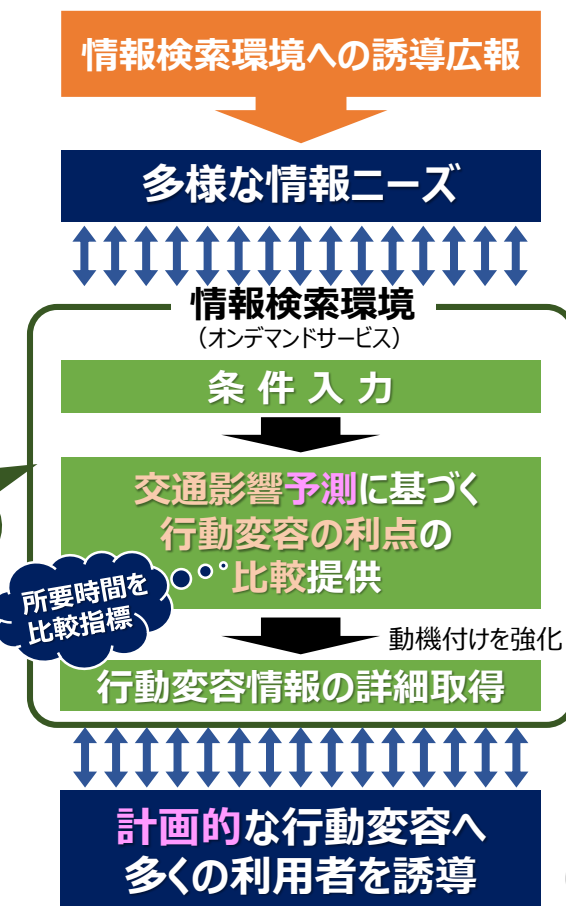 情報検索環境への誘導広報
多様な情報ニーズ
情報検索環境
（オンデマンドサービス）
条件入力
交通影響予測に基づく
行動変容の利点の
比較提供
所要時間を
比較指標
動機付けを強化
行動変容情報の詳細取得
計画的な行動変容へ
多くの利用者を誘導